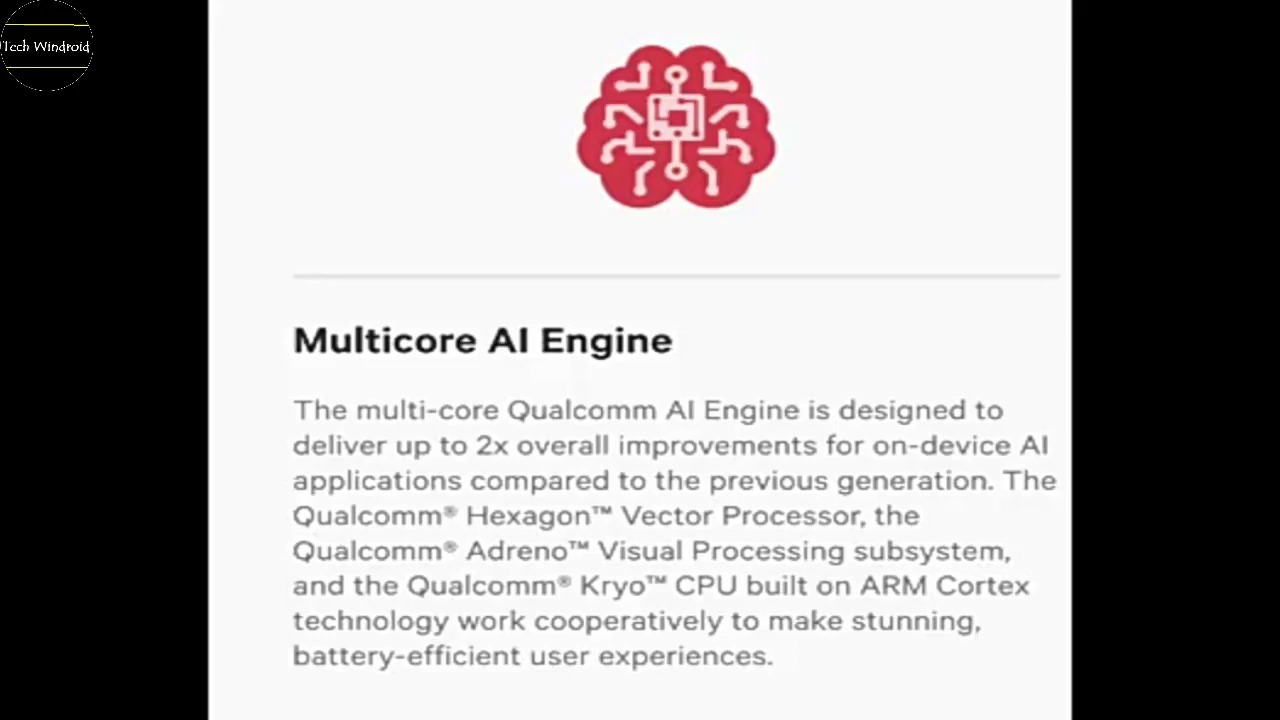 Tech Windroid
Multicore AI Engine
The multi-core Qualcomm AI Engine is designed to
deliver up to 2x overall improvements for on-device AI
applications compared to the previous generation. The
Qualcomm® Hexagon™ Vector Processor, the
Qualcomm® Adreno™ Visual Processing subsystem,
and the Qualcomm® Kryo™ CPU built on ARM Cortex
technology work cooperatively to make stunning,
battery-efficient user experiences.